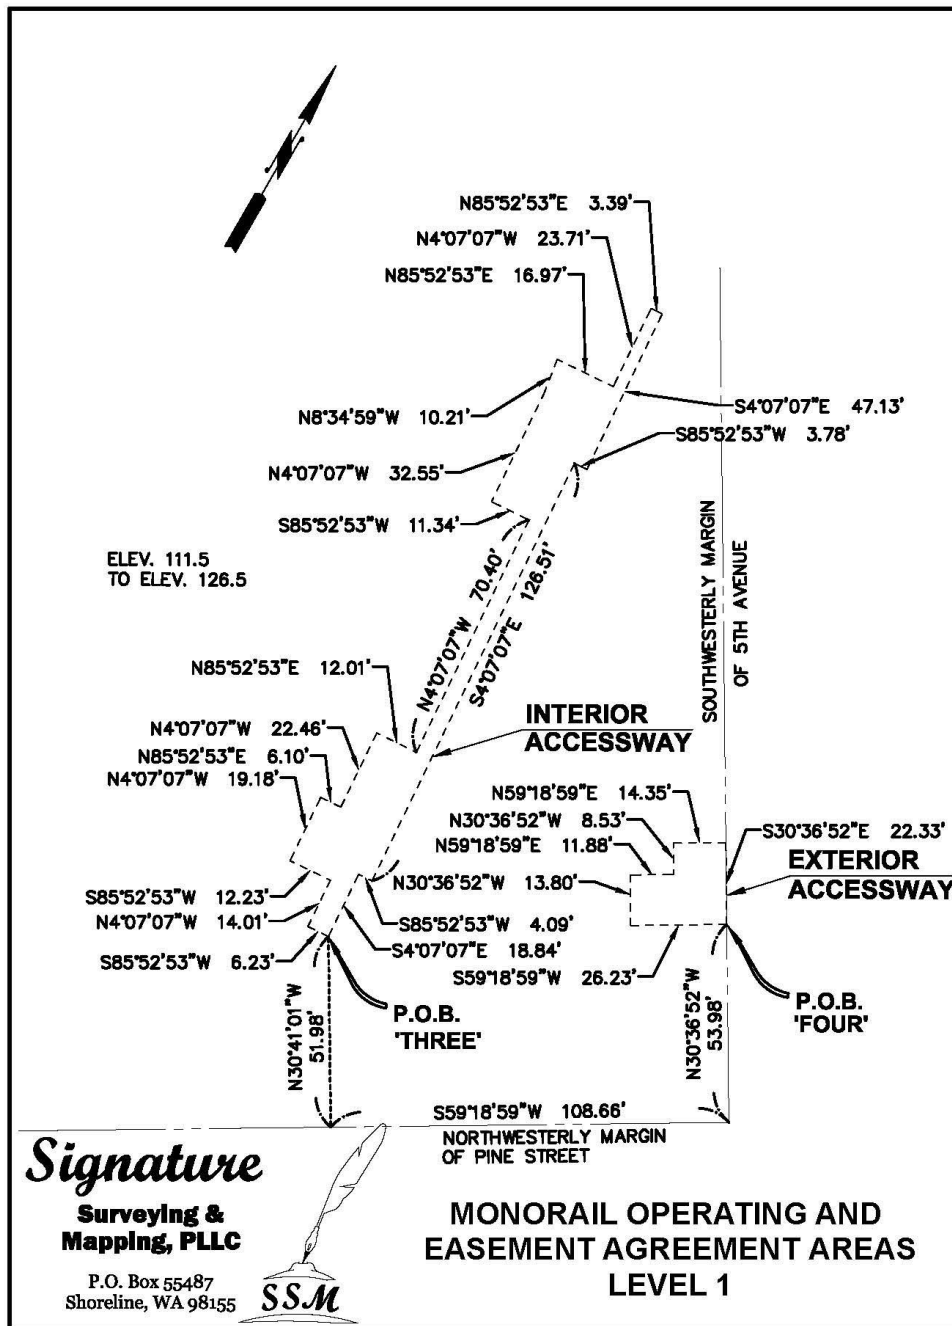 N85°52'53"E 3.39'
N4°07'07"W 23.71'
N85°52'53"E 16.97'
S4°07'07"E 47.13'
N8°34'59"W 10.21'
S85°52'53"W 3.78'
N4°07'07"W 32.55'
S85°52'53"W 11.34'
ELEV. 111.5
TO ELEV. 126.5
N4°07'07"W 70.40'
S4°07'07"E 126.51'
SOUTHWESTERLY MARGIN
OF 5TH AVENUE
N85°52'53"E 12.01'
INTERIOR
ACCESSWAY
N4°07'07"W 22.46'
N85°52'53"E 6.10'
N4°07'07"W 19.18'
N59°18'59"E 14.35'
N30°36'52"W 8.53'
N59°18'59"E 11.88'
S30°36'52"E 22.33'
EXTERIOR
ACCESSWAY
N30°36'52"W 13.80'
S85°52'53"W 12.23'
N4°07'07"W 14.01'
S85°52'53"W 6.23'
S85°52'53"W 4.09'
S4°07'07"E 18.84'
S59°18'59"W 26.23'
P.O.B.
'THREE'
P.O.B.
'FOUR'
N30°41'01"W
51.98'
N30°36'52"W
53.98'
S59°18'59"W 108.66'
NORTHWESTERLY MARGIN
OF PINE STREET
Signature
Surveying &
Mapping, PLLC
P.O. Box 55487
Shoreline, WA 98155
SSM
MONORAIL OPERATING AND
EASEMENT AGREEMENT AREAS
LEVEL 1